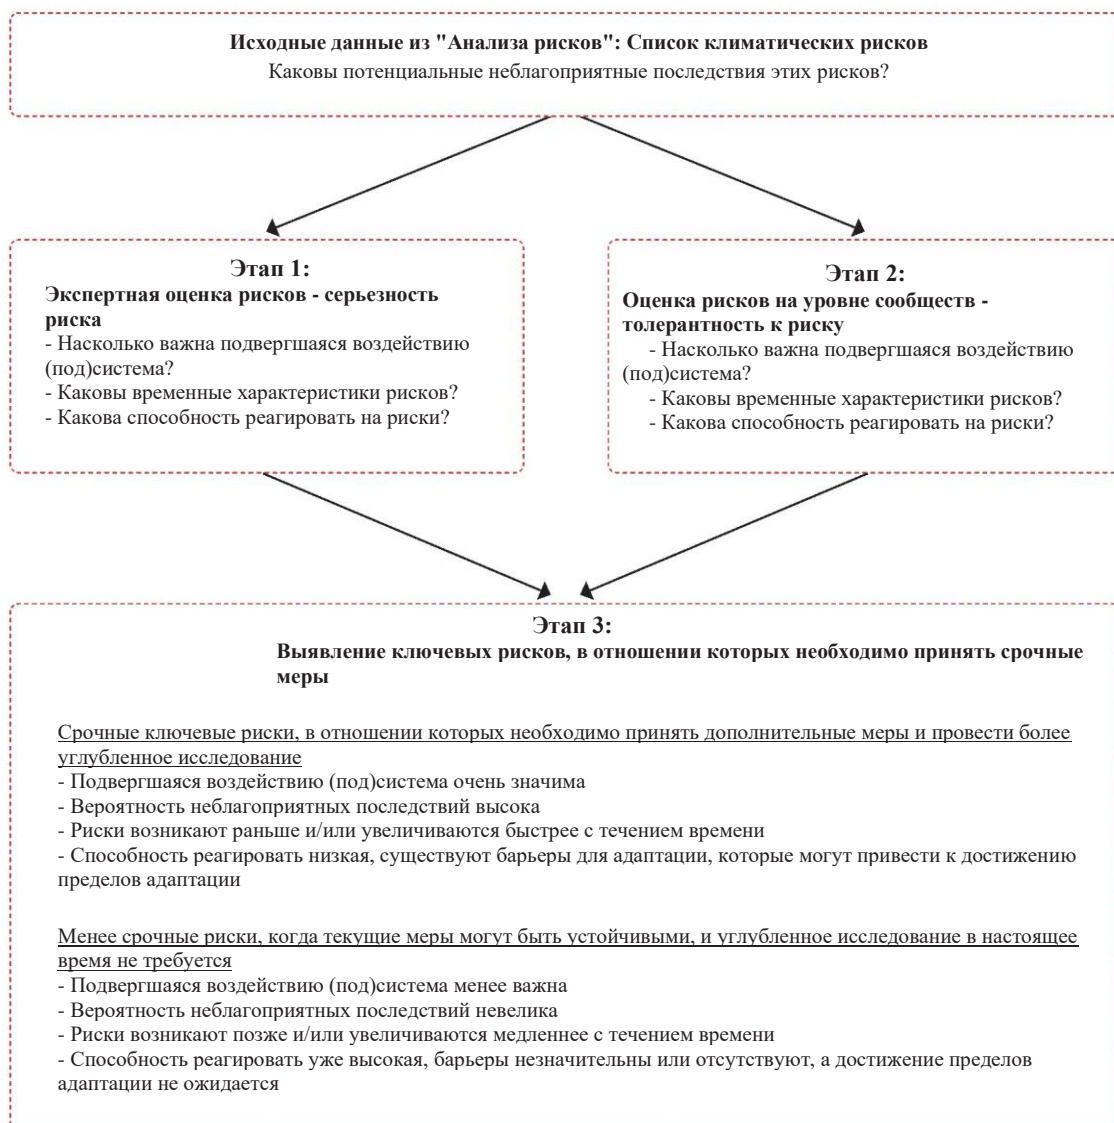 Исходные данные из "Анализа рисков": Список климатических рисков
Каковы потенциальные неблагоприятные последствия этих рисков?
Этап 1:
Экспертная оценка рисков - серьезность
риска
- Насколько важна подвергшаяся воздействию
(под)система?
- Каковы временные характеристики рисков?
- Какова способность реагировать на риски?
Этап 2:
Оценка рисков на уровне сообществ -
толерантность к риску
- Насколько важна подвергшаяся воздействию
(под)система?
- Каковы временные характеристики рисков?
- Какова способность реагировать на риски?
Этап 3:
Выявление ключевых рисков, в отношении которых необходимо принять срочные
меры
Срочные ключевые риски, в отношении которых необходимо принять дополнительные меры и провести более
углубленное исследование
- Подвергшаяся воздействию (под)система очень значима
- Вероятность неблагоприятных последствий высока
- Риски возникают раньше и/или увеличиваются быстрее с течением времени
- Способность реагировать низкая, существуют барьеры для адаптации, которые могут привести к достижению
пределов адаптации
Менее срочные риски, когда текущие меры могут быть устойчивыми, и углубленное исследование в настоящее
время не требуется
- Подвергшаяся воздействию (под)система менее важна
- Вероятность неблагоприятных последствий невелика
- Риски возникают позже и/или увеличиваются медленнее с течением времени
- Способность реагировать уже высокая, барьеры незначительны или отсутствуют, а достижение пределов
адаптации не ожидается